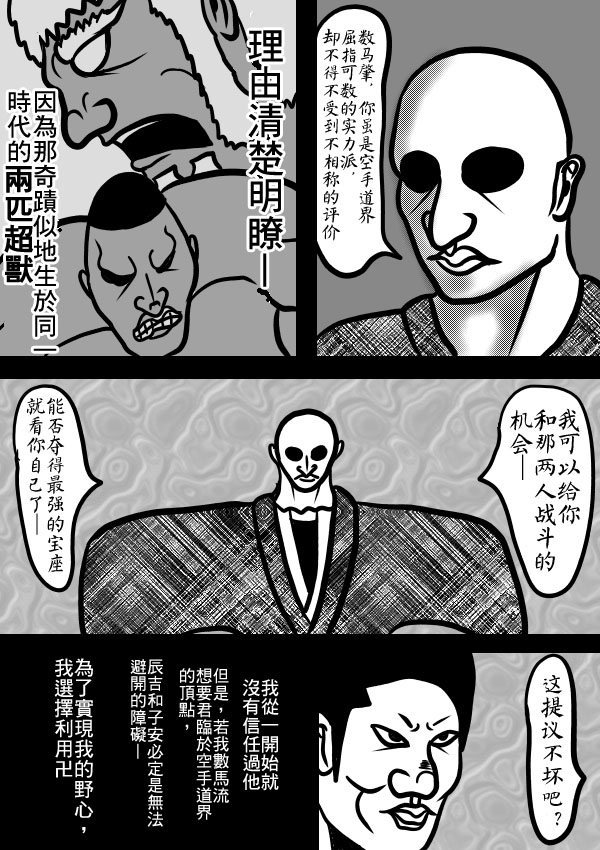 数马肇，你虽是空手道界
屈指可数的实力派，
却不得不受到不相称的评价
理由清楚明瞭—
因為那奇蹟似地生於同一
時代的兩匹超獸
我可以给你
和那两人战斗的
机会—
能否夺得最强的宝座
就看你自己了—
这提议不坏吧？
我從一開始就
沒有信任過他
但是，若我數馬流
想要君臨於空手道界
的頂點，
辰吉和子安必定是無法
避開的障礙—
為了實現我的野心，
我選擇利用卍